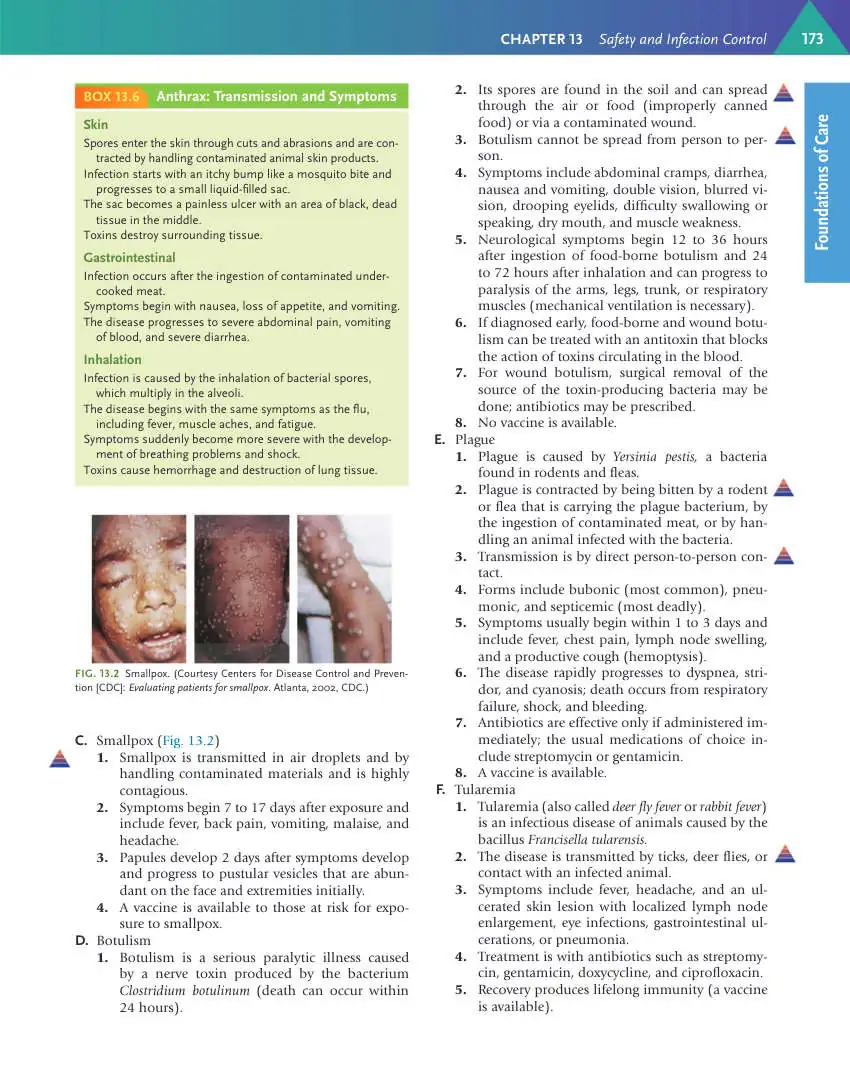 CHAPTER 13 Safety and Infection Control 173
BOX 13.6 Anthrax: Transmission and Symptoms
Skin
Spores enter the skin through cuts and abrasions and are con-
tracted by handling contaminated animal skin products.
Infection starts with an itchy bump like a mosquito bite and
progresses to a small liquid-filled sac.
The sac becomes a painless ulcer with an area of black, dead
tissue in the middle.
Toxins destroy surrounding tissue.
Gastrointestinal
Infection occurs after the ingestion of contaminated under-
cooked meat.
Symptoms begin with nausea, loss of appetite, and vomiting.
The disease progresses to severe abdominal pain, vomiting
of blood, and severe diarrhea.
Inhalation
Infection is caused by the inhalation of bacterial spores,
which multiply in the alveoli.
The disease begins with the same symptoms as the flu,
including fever, muscle aches, and fatigue.
Symptoms suddenly become more severe with the develop-
ment of breathing problems and shock.
Toxins cause hemorrhage and destruction of lung tissue.
FIG. 13.2 Smallpox. (Courtesy Centers for Disease Control and Preven-
tion [CDC]: Evaluating patients for smallpox. Atlanta, 2002, CDC.)
C. Smallpox (Fig. 13.2)
1. Smallpox is transmitted in air droplets and by
handling contaminated materials and is highly
contagious.
2. Symptoms begin 7 to 17 days after exposure and
include fever, back pain, vomiting, malaise, and
headache.
3. Papules develop 2 days after symptoms develop
and progress to pustular vesicles that are abun-
dant on the face and extremities initially.
4. A vaccine is available to those at risk for expo-
sure to smallpox.
D. Botulism
1. Botulism is a serious paralytic illness caused
by a nerve toxin produced by the bacterium
Clostridium botulinum (death can occur within
24 hours).
2. Its spores are found in the soil and can spread
through the air or food (improperly canned
food) or via a contaminated wound.
3. Botulism cannot be spread from person to per-
son.
4. Symptoms include abdominal cramps, diarrhea,
nausea and vomiting, double vision, blurred vi-
sion, drooping eyelids, difficulty swallowing or
speaking, dry mouth, and muscle weakness.
5. Neurological symptoms begin 12 to 36 hours
after ingestion of food-borne botulism and 24
to 72 hours after inhalation and can progress to
paralysis of the arms, legs, trunk, or respiratory
muscles (mechanical ventilation is necessary).
6. If diagnosed early, food-borne and wound botu-
lism can be treated with an antitoxin that blocks
the action of toxins circulating in the blood.
7. For wound botulism, surgical removal of the
source of the toxin-producing bacteria may be
done; antibiotics may be prescribed.
8. No vaccine is available.
E. Plague
1. Plague is caused by Yersinia pestis, a bacteria
found in rodents and fleas.
2. Plague is contracted by being bitten by a rodent
or flea that is carrying the plague bacterium, by
the ingestion of contaminated meat, or by han-
dling an animal infected with the bacteria.
3. Transmission is by direct person-to-person con-
tact.
4. Forms include bubonic (most common), pneu-
monic, and septicemic (most deadly).
5. Symptoms usually begin within 1 to 3 days and
include fever, chest pain, lymph node swelling,
and a productive cough (hemoptysis).
6. The disease rapidly progresses to dyspnea, stri-
dor, and cyanosis; death occurs from respiratory
failure, shock, and bleeding.
7. Antibiotics are effective only if administered im-
mediately; the usual medications of choice in-
clude streptomycin or gentamicin.
8. A vaccine is available.
F. Tularemia
1. Tularemia (also called deer fly fever or rabbit fever)
is an infectious disease of animals caused by the
bacillus Francisella tularensis.
2. The disease is transmitted by ticks, deer flies, or
contact with an infected animal.
3. Symptoms include fever, headache, and an ul-
cerated skin lesion with localized lymph node
enlargement, eye infections, gastrointestinal ul-
cerations, or pneumonia.
4. Treatment is with antibiotics such as streptomy-
cin, gentamicin, doxycycline, and ciprofloxacin.
5. Recovery produces lifelong immunity (a vaccine
is available).
Foundations of Care